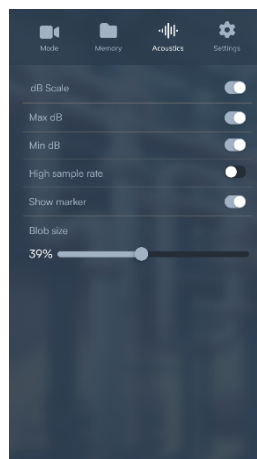 Mode
Memory
Acoustics
Settings
dB Scale
Max dB
Min dB
High sample rate
Show marker
Blob size
39%